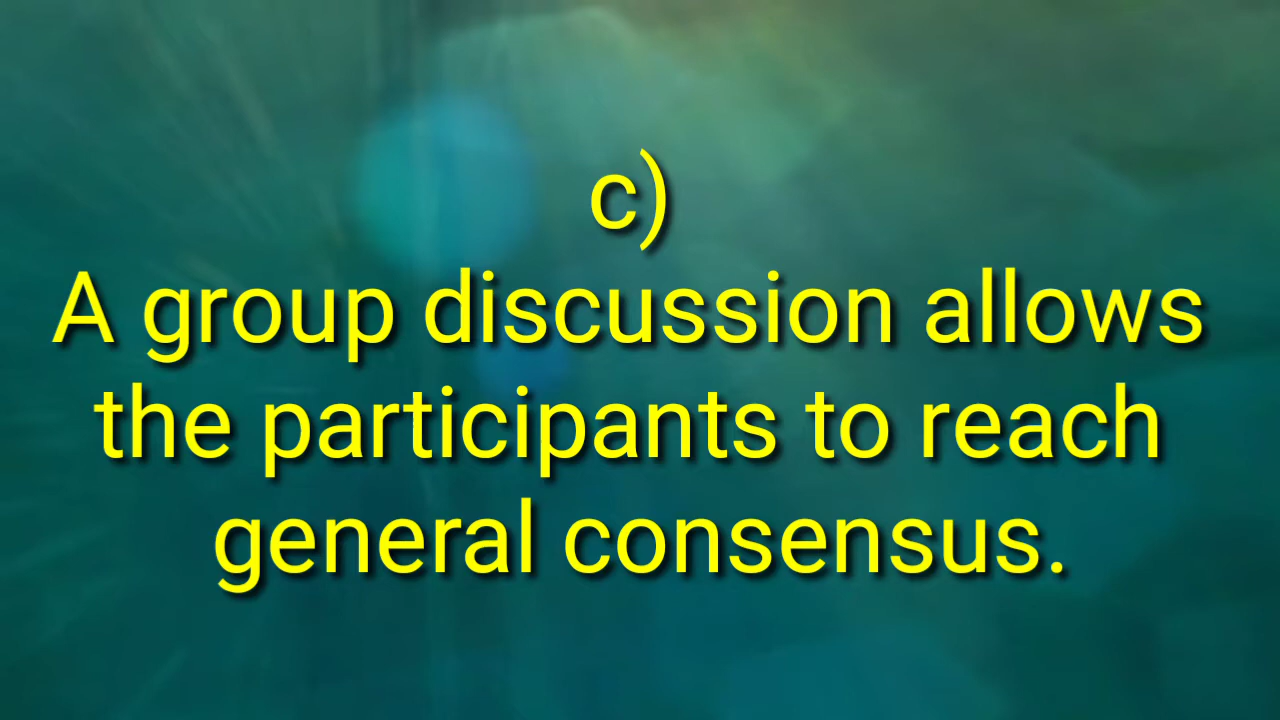 c)
A group discussion allows
the participants to reach
general consensus.